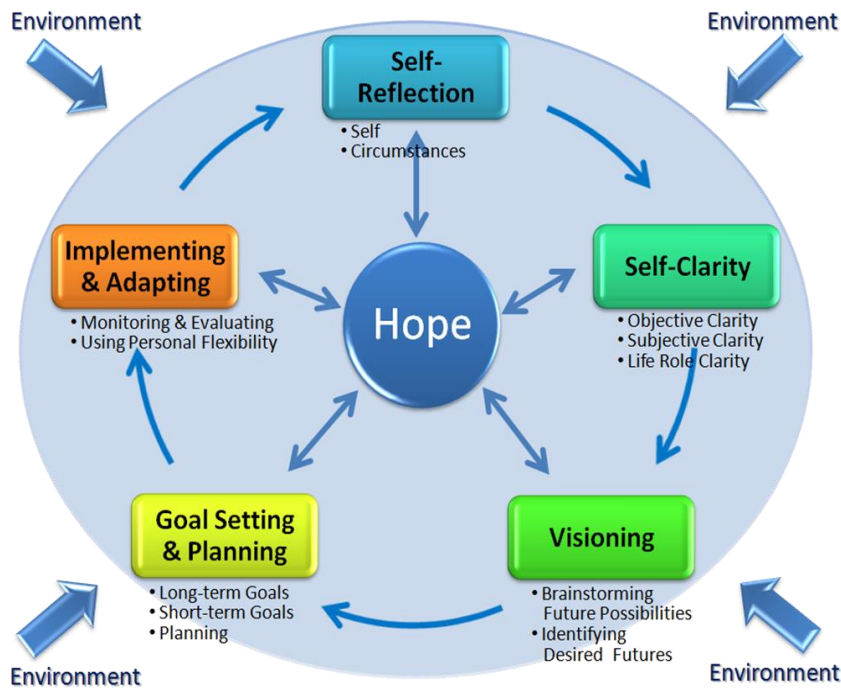 Environment
Environment
Self-
Reflection
• Self
• Circumstances
Implementing
& Adapting
• Monitoring & Evaluating
• Using Personal Flexibility
Hope
Self-Clarity
• Objective Clarity
• Subjective Clarity
• Life Role Clarity
Goal Setting
& Planning
• Long-term Goals
• Short-term Goals
• Planning
Visioning
• Brainstorming
Future Possibilities
• Identifying
Desired Futures
Environment
Environment